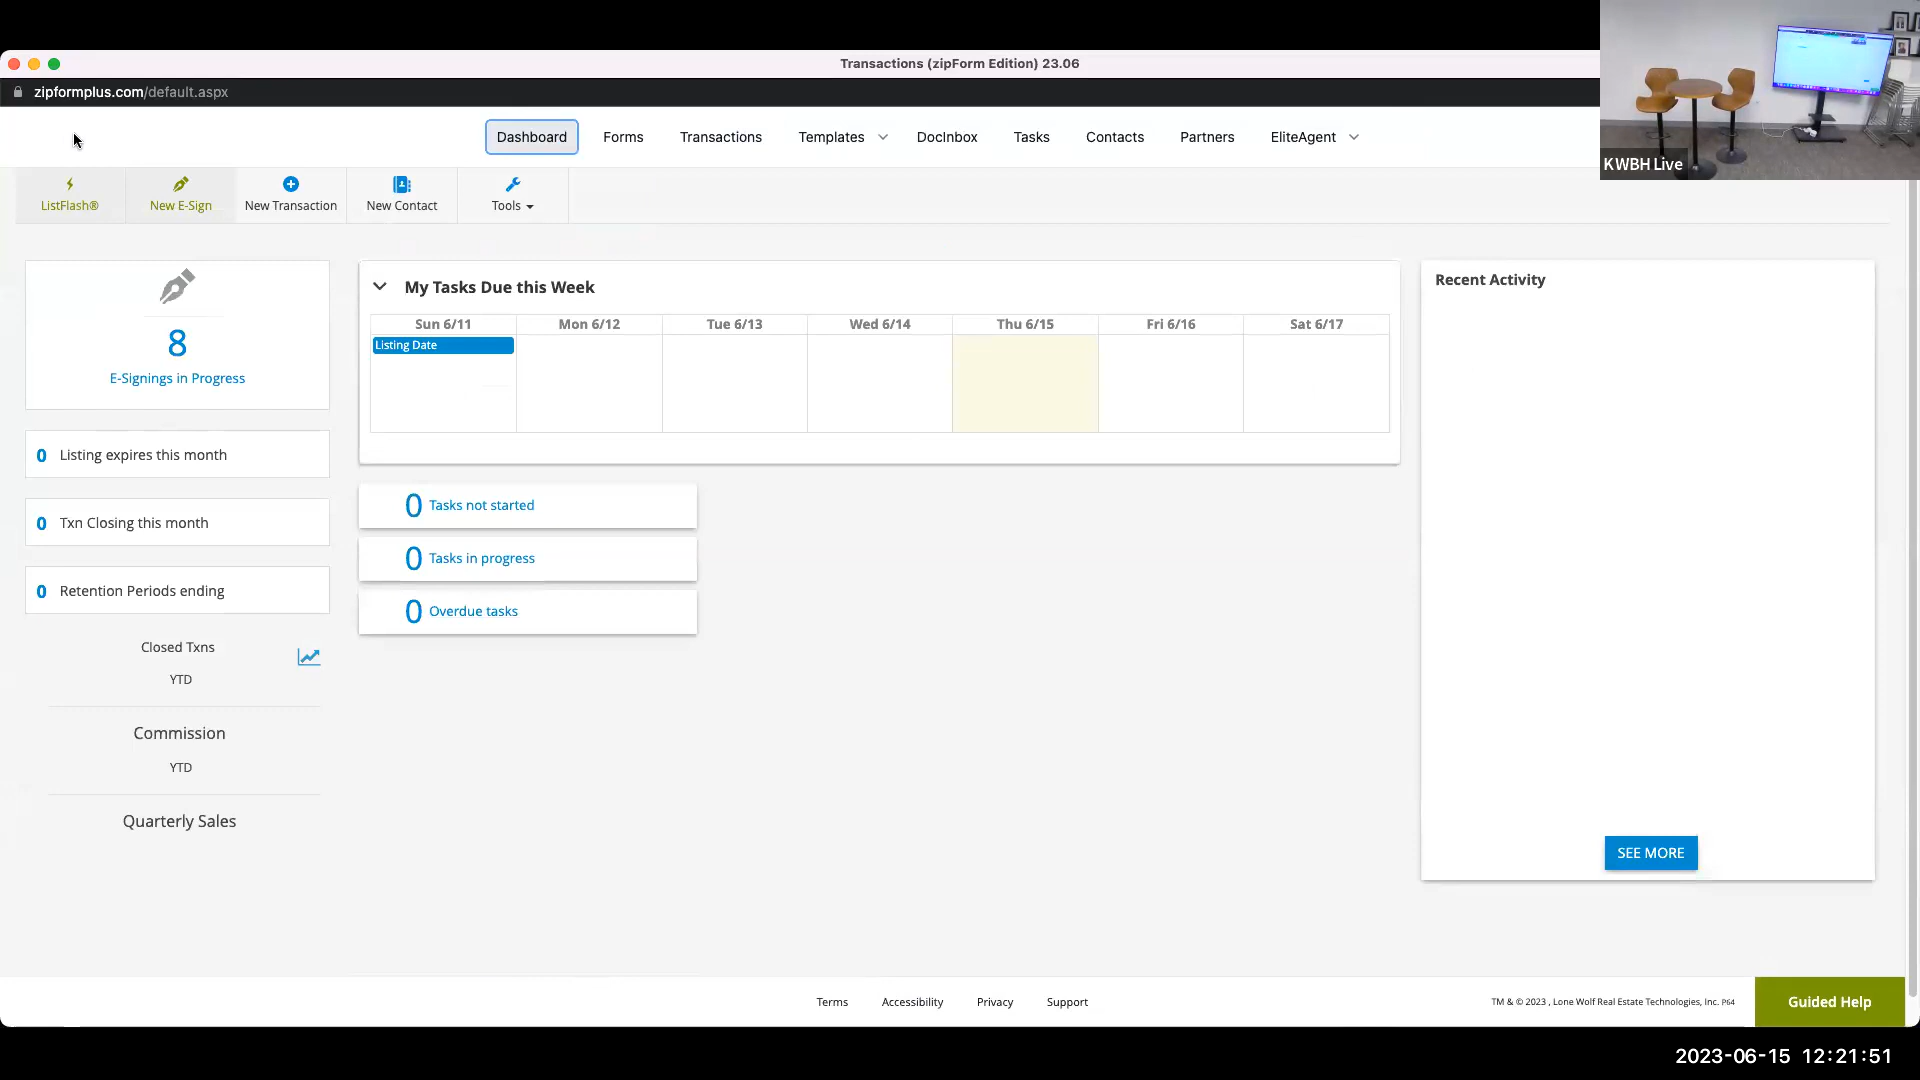 Transactions (zipForm Edition) 23.06
zipformplus.com/default.aspx
Dashboard
Forms
Transactions
Templates
DocInbox
Tasks
Contacts
Partners
EliteAgent
KWBH Live
ListFlash®
New E-Sign
New Transaction
New Contact
Tools
8
E-Signings in Progress
0 Listing expires this month
0 Txn Closing this month
0 Retention Periods ending
Closed Txns
YTD
Commission
YTD
Quarterly Sales
My Tasks Due this Week
Sun 6/11
Mon 6/12
Tue 6/13
Wed 6/14
Thu 6/15
Fri 6/16
Sat 6/17
Listing Date
0 Tasks not started
0 Tasks in progress
0 Overdue tasks
Recent Activity
SEE MORE
Terms
Accessibility
Privacy
Support
TM & © 2023 , Lone Wolf Real Estate Technologies, Inc. P64
Guided Help
2023-06-15 12:21:51